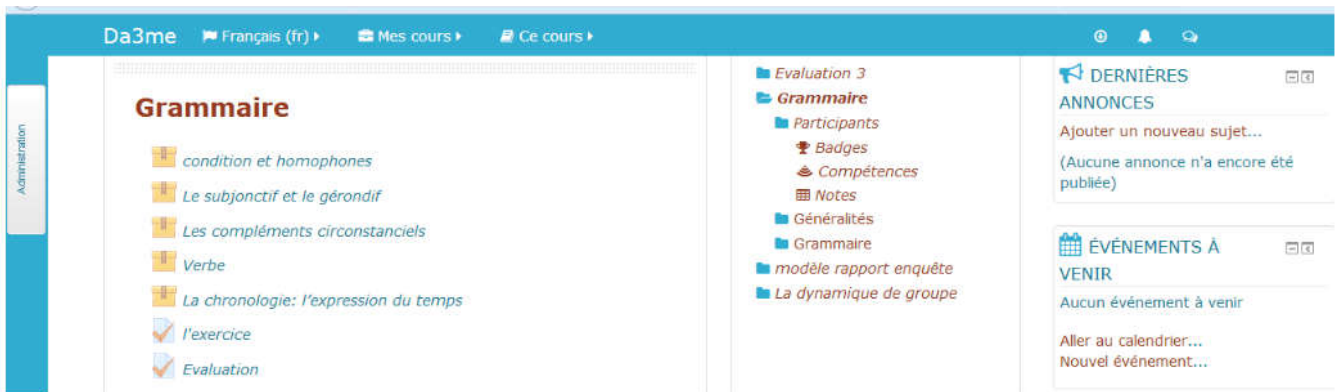 Da3me Français (fr) Mes cours Ce cours
Administration
Grammaire
condition et homophones
Le subjonctif et le gérondif
Les compléments circonstanciels
Verbe
La chronologie: l'expression du temps
l'exercice
Evaluation
Evaluation 3
Grammaire
Participants
Badges
Compétences
Notes
Généralités
Grammaire
modèle rapport enquête
La dynamique de groupe
DERNIÈRES
ANNONCES
Ajouter un nouveau sujet...
(Aucune annonce n'a encore été
publiée)
ÉVÉNEMENTS À
VENIR
Aucun événement à venir
Aller au calendrier...
Nouvel événement...